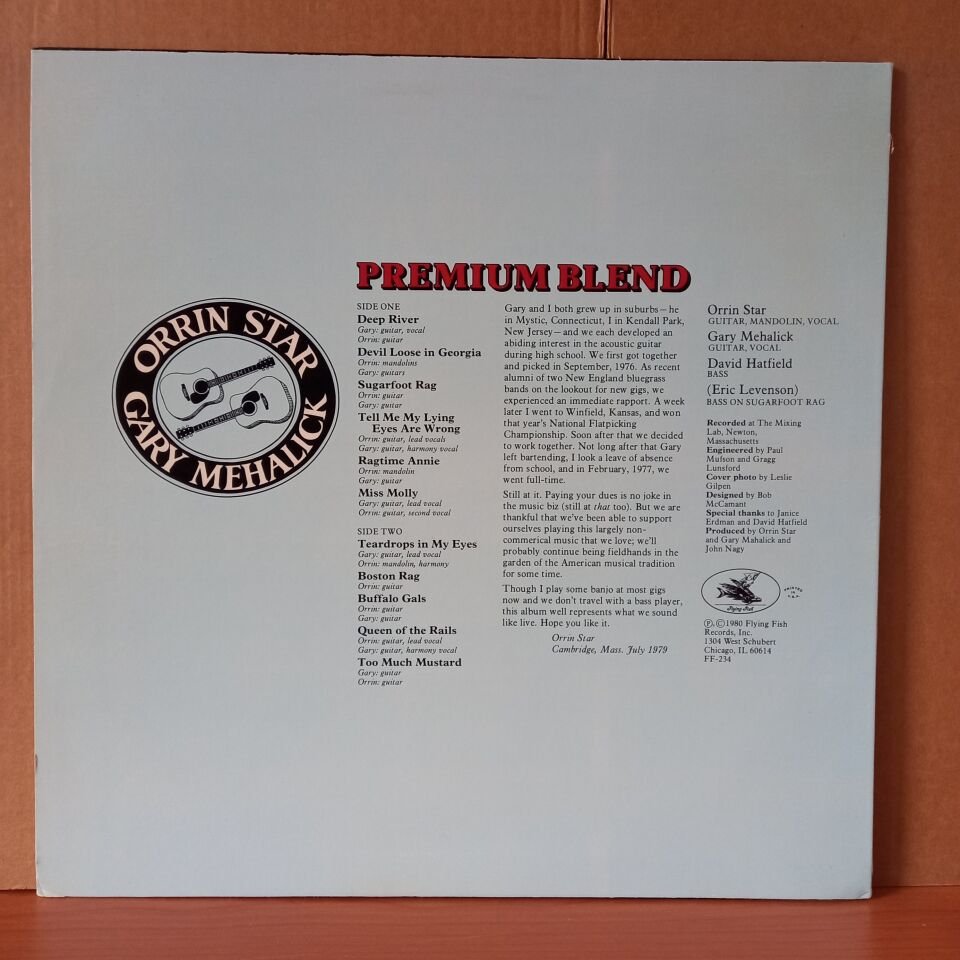 ORRIN STAR
GARY MEHALICK
PREMIUM BLEND
SIDE ONE
Deep River
Gary: guitar, vocal
Orrin: guitar
Devil Loose in Georgia
Orrin: mandolins
Gary: guitars
Sugarfoot Rag
Orrin: guitar
Gary: guitar
Tell Me My Lying
Eyes Are Wrong
Orrin: guitar, lead vocals
Gary: guitar, harmony vocal
Ragtime Annie
Orrin: mandolin
Gary: guitar
Miss Molly
Gary: guitar, lead vocal
Orrin: guitar, second vocal
SIDE TWO
Teardrops in My Eyes
Gary: guitar, lead vocal
Orrin: mandolin, harmony
Boston Rag
Orrin: guitar
Buffalo Gals
Orrin: guitar
Gary: guitar
Queen of the Rails
Orrin: guitar, lead vocal
Gary: guitar, harmony vocal
Too Much Mustard
Gary: guitar
Orrin: guitar
Gary and I both grew up in suburbs—he
in Mystic, Connecticut, I in Kendall Park,
New Jersey—and we each developed an
abiding interest in the acoustic guitar
during high school. We first got together
and picked in September, 1976. As recent
alumni of two New England bluegrass
bands on the lookout for new gigs, we
experienced an immediate rapport. A week
later I went to Winfield, Kansas, and won
that year's National Flatpicking
Championship. Soon after that we decided
to work together. Not long after that Gary
left bartending, I took a leave of absence
from school, and in February, 1977, we
went full-time.
Still at it. Paying your dues is no joke in
the music biz (still at that too). But we are
thankful that we've been able to support
ourselves playing this largely non-
commerical music that we love; we'll
probably continue being fieldhands in the
garden of the American musical tradition
for some time.
Though I play some banjo at most gigs
now and we don't travel with a bass player,
this album well represents what we sound
like live. Hope you like it.
Orrin Star
Cambridge, Mass. July 1979
Orrin Star
GUITAR, MANDOLIN, VOCAL
Gary Mehalick
GUITAR, VOCAL
David Hatfield
BASS
(Eric Levenson)
BASS ON SUGARFOOT RAG
Recorded at The Mixing
Lab, Newton,
Massachusetts
Engineered by Paul
Mufson and Gragg
Lunsford
Cover photo by Leslie
Gilpen
Designed by Bob
McCamant
Special thanks to Janice
Erdman and David Hatfield
Produced by Orrin Star
and Gary Mehalick and
John Nagy
Flying Fish
PRINTED
IN
U.S.A.
Ⓟ, Ⓒ1980 Flying Fish
Records, Inc.
1304 West Schubert
Chicago, IL 60614
FF-234